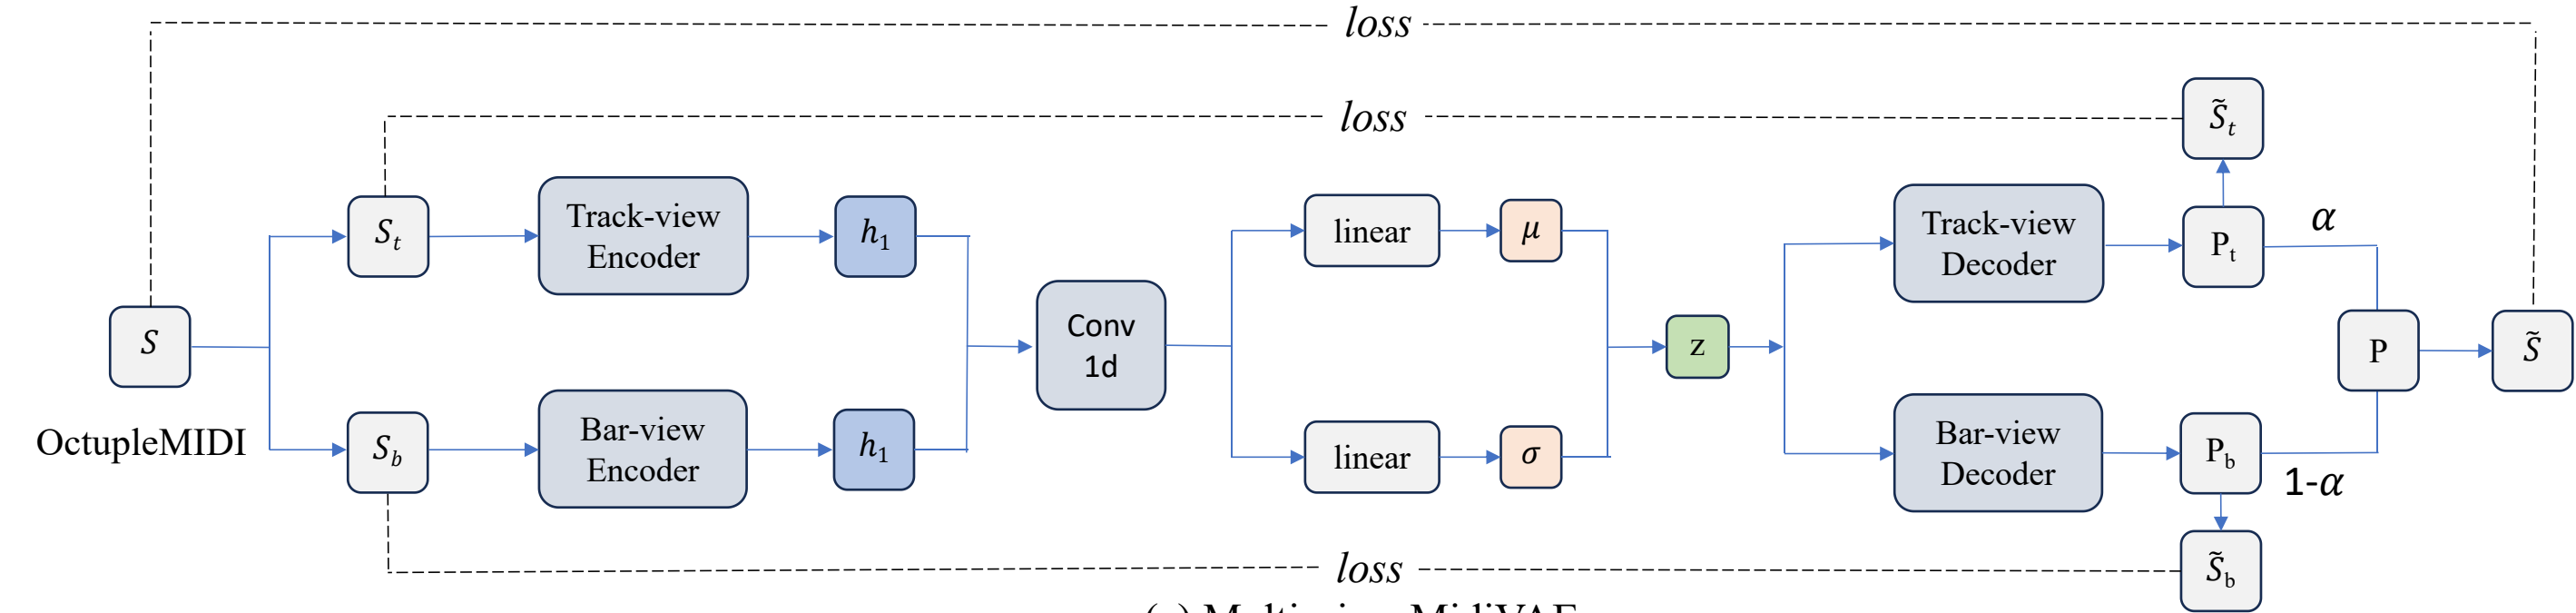 loss
loss
S̃t
St
Track-view
Encoder
h1
linear
μ
Track-view
Decoder
Pt
α
S
OctupleMIDI
Conv
1d
z
P
S̃
Sb
Bar-view
Encoder
h1
linear
σ
Bar-view
Decoder
Pb
1-α
loss
S̃b